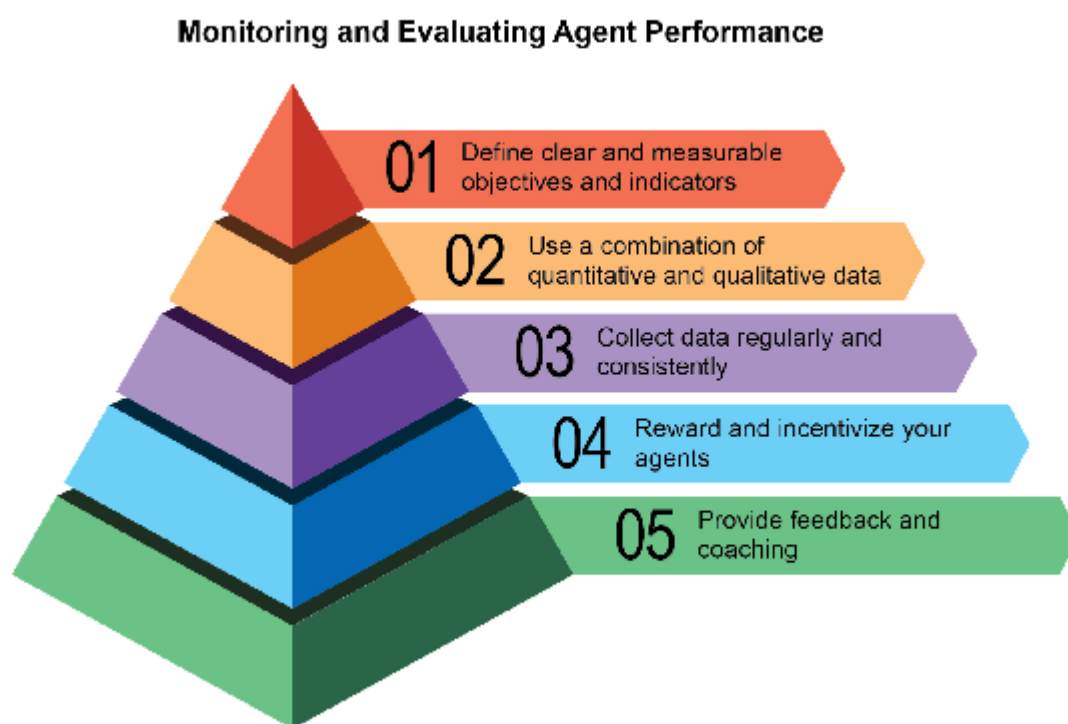 Monitoring and Evaluating Agent Performance
01
Define clear and measurable
objectives and indicators
02
Use a combination of
quantitative and qualitative data
03
Collect data regularly and
consistently
04
Reward and incentivize your
agents
05
Provide feedback and
coaching